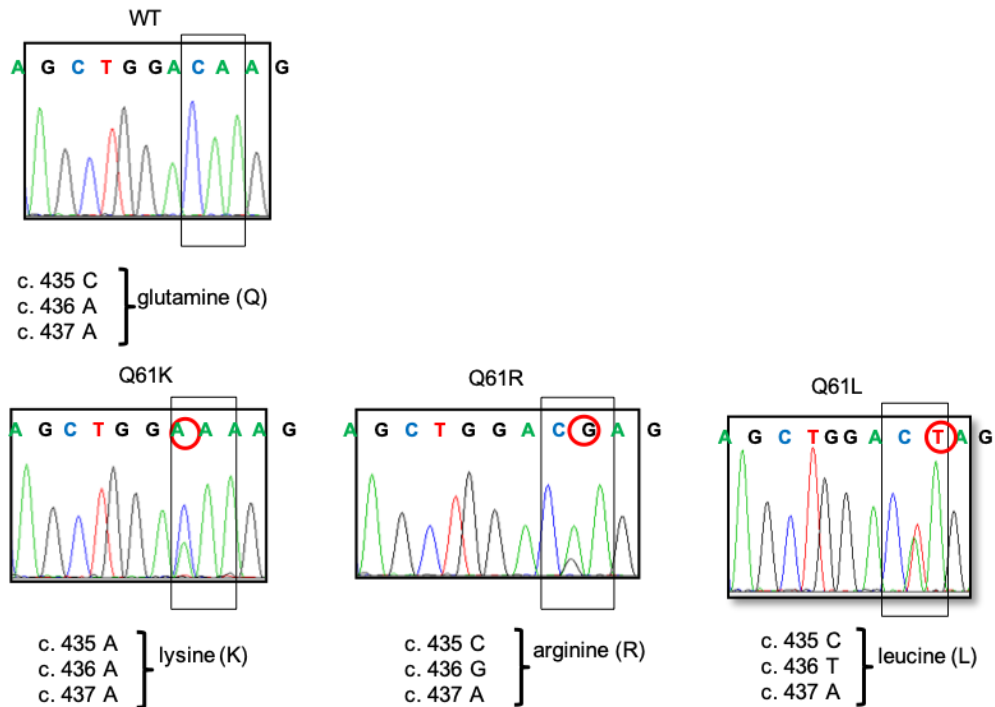 WT
A G C T G G A C A A G
c. 435 C
c. 436 A
c. 437 A
glutamine (Q)
Q61K
A G C T G G A A A A G
c. 435 A
c. 436 A
c. 437 A
lysine (K)
Q61R
A G C T G G A C G A G
c. 435 C
c. 436 G
c. 437 A
arginine (R)
Q61L
A G C T G G A C T A G
c. 435 C
c. 436 T
c. 437 A
leucine (L)